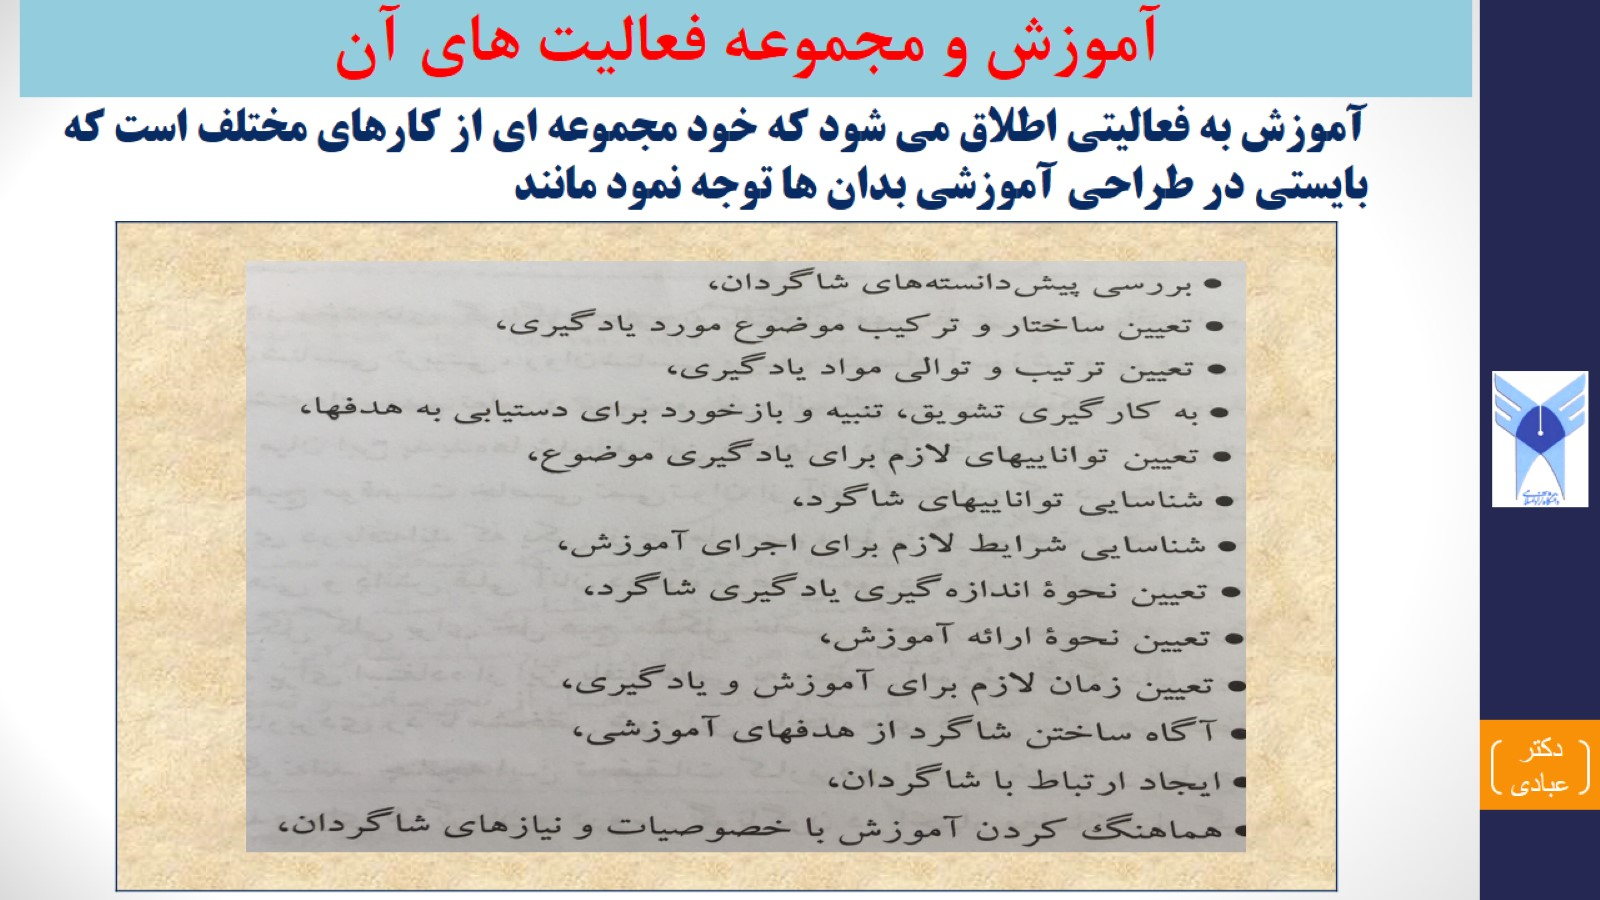 آموزش و مجموعه فعالیت های آن
آموزش به فعالیتی اطلاق می شود که خود مجموعه ای از کارهای مختلف است که
بایستی در طراحی آموزشی بدان ها توجه نمود مانند
• بررسی پیش‌دانسته‌های شاگردان،
• تعیین ساختار و ترکیب موضوع مورد یادگیری،
• تعیین ترتیب و توالی مواد یادگیری،
• به کارگیری تشویق، تنبیه و بازخورد برای دستیابی به هدفها،
• تعیین تواناییهای لازم برای یادگیری موضوع،
• شناسایی تواناییهای شاگرد،
• شناسایی شرایط لازم برای اجرای آموزش،
• تعیین نحوهٔ اندازه‌گیری یادگیری شاگرد،
• تعیین نحوهٔ ارائه آموزش،
• تعیین زمان لازم برای آموزش و یادگیری،
• آگاه ساختن شاگرد از هدفهای آموزشی،
• ایجاد ارتباط با شاگردان،
• هماهنگ کردن آموزش با خصوصیات و نیازهای شاگردان،
دکتر
عبادی